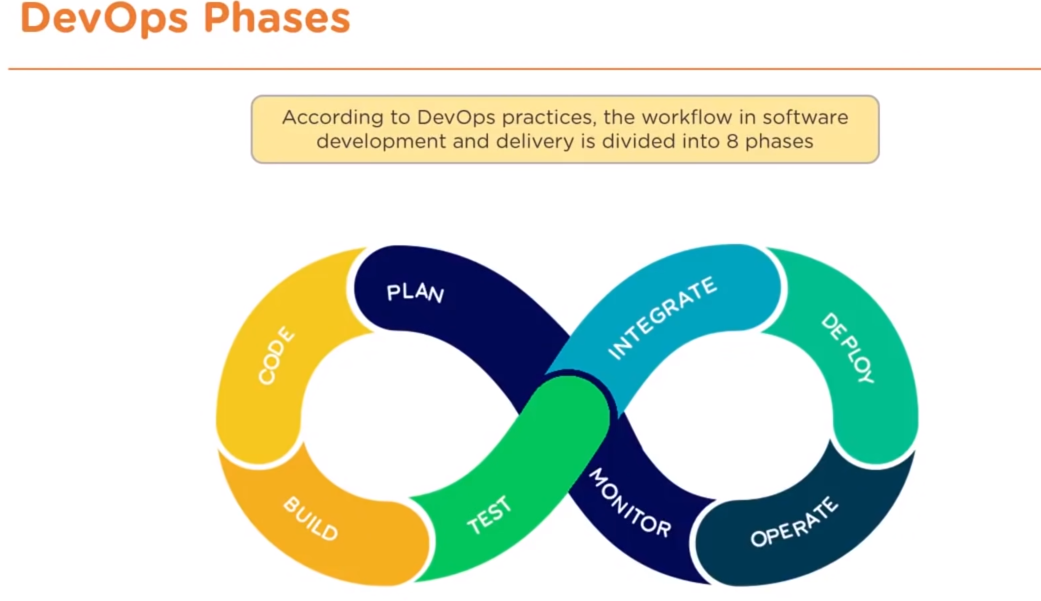 DevOps Phases
According to DevOps practices, the workflow in software
development and delivery is divided into 8 phases
PLAN
CODE
BUILD
TEST
INTEGRATE
DEPLOY
OPERATE
MONITOR